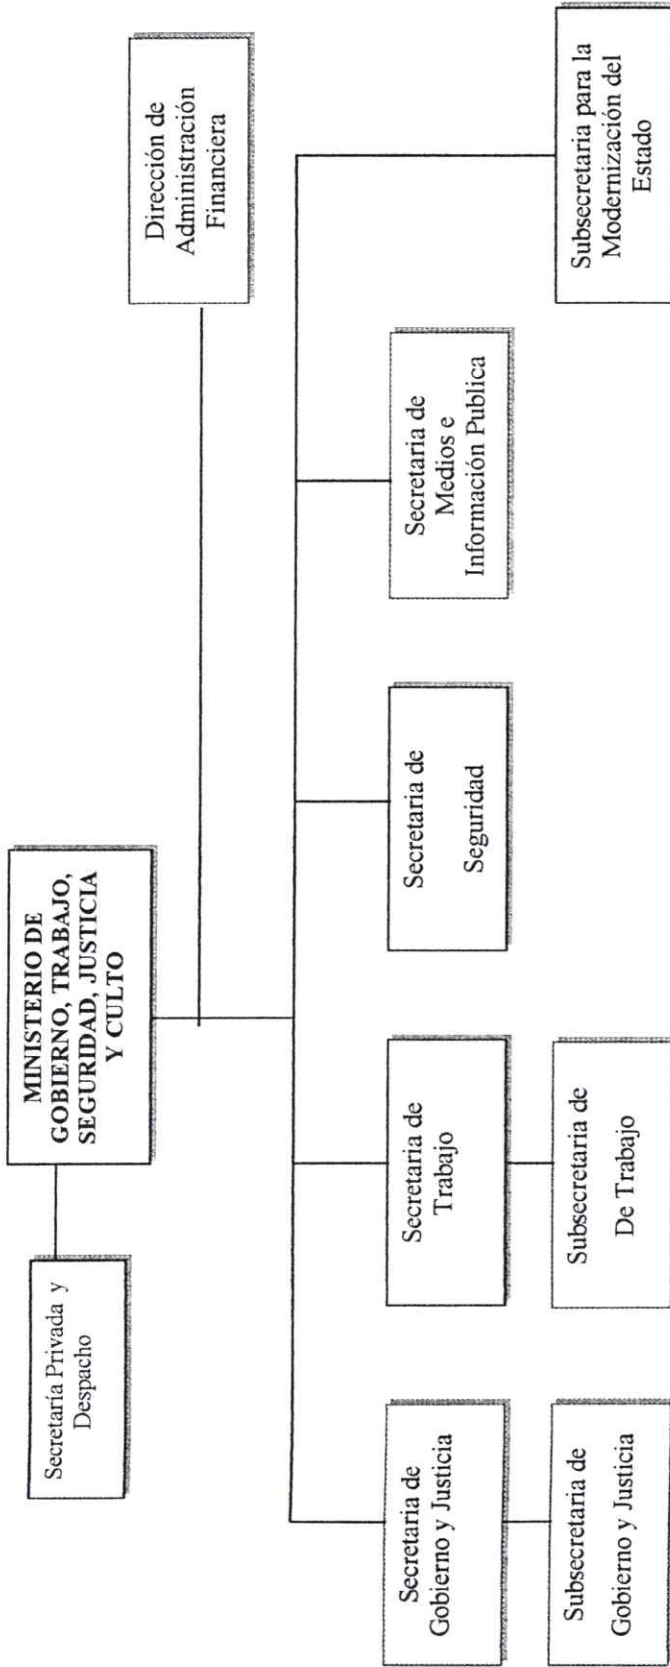 MINISTERIO DE
GOBIERNO, TRABAJO,
SEGURIDAD, JUSTICIA
Y CULTO
Secretaría Privada y
Despacho
Dirección de
Administración
Financiera
Secretaria de
Gobierno y Justicia
Secretaria de
Trabajo
Secretaria de
Seguridad
Secretaria de
Medios e
Información Publica
Subsecretaria de
Gobierno y Justicia
Subsecretaria de
De Trabajo
Subsecretaria para la
Modernización del
Estado